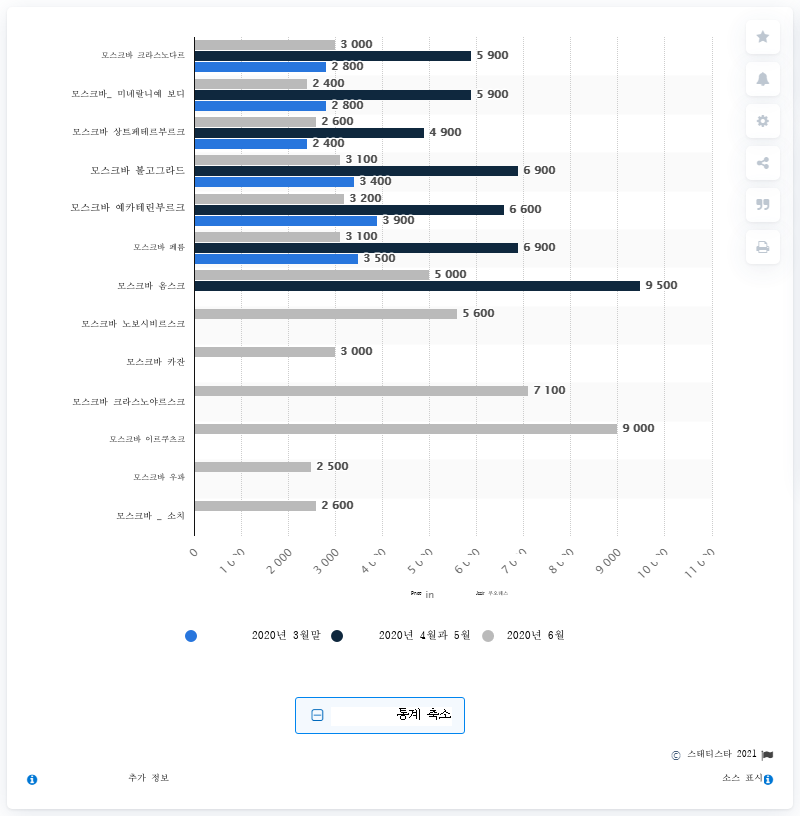 모스크바 크라스노다르 3 000 5 900 2 800
모스크바_ 미네랄니예 보디 2 400 5 900 2 800
모스크바 상트페테르부르크 2 600 4 900 2 400
모스크바 볼고그라드 3 100 6 900 3 400
모스크바 예카테린부르크 3 200 6 600 3 900
모스크바 페름 3 100 6 900 3 500
모스크바 옴스크 5 000 9 500
모스크바 노보시비르스크 5 600
모스크바 카잔 3 000
모스크바 크라스노야르스크 7 100
모스크바 이르쿠츠크 9 000
모스크바 우파 2 500
모스크바 _ 소치 2 600
0 1 000 2 000 3 000 4 000 5 000 6 000 7 000 8 000 9 000 10 000 11 000
in
2020년 3월말 2020년 4월과 5월 2020년 6월
통계 축소
© 스태티스타 2021
추가 정보 소스 표시